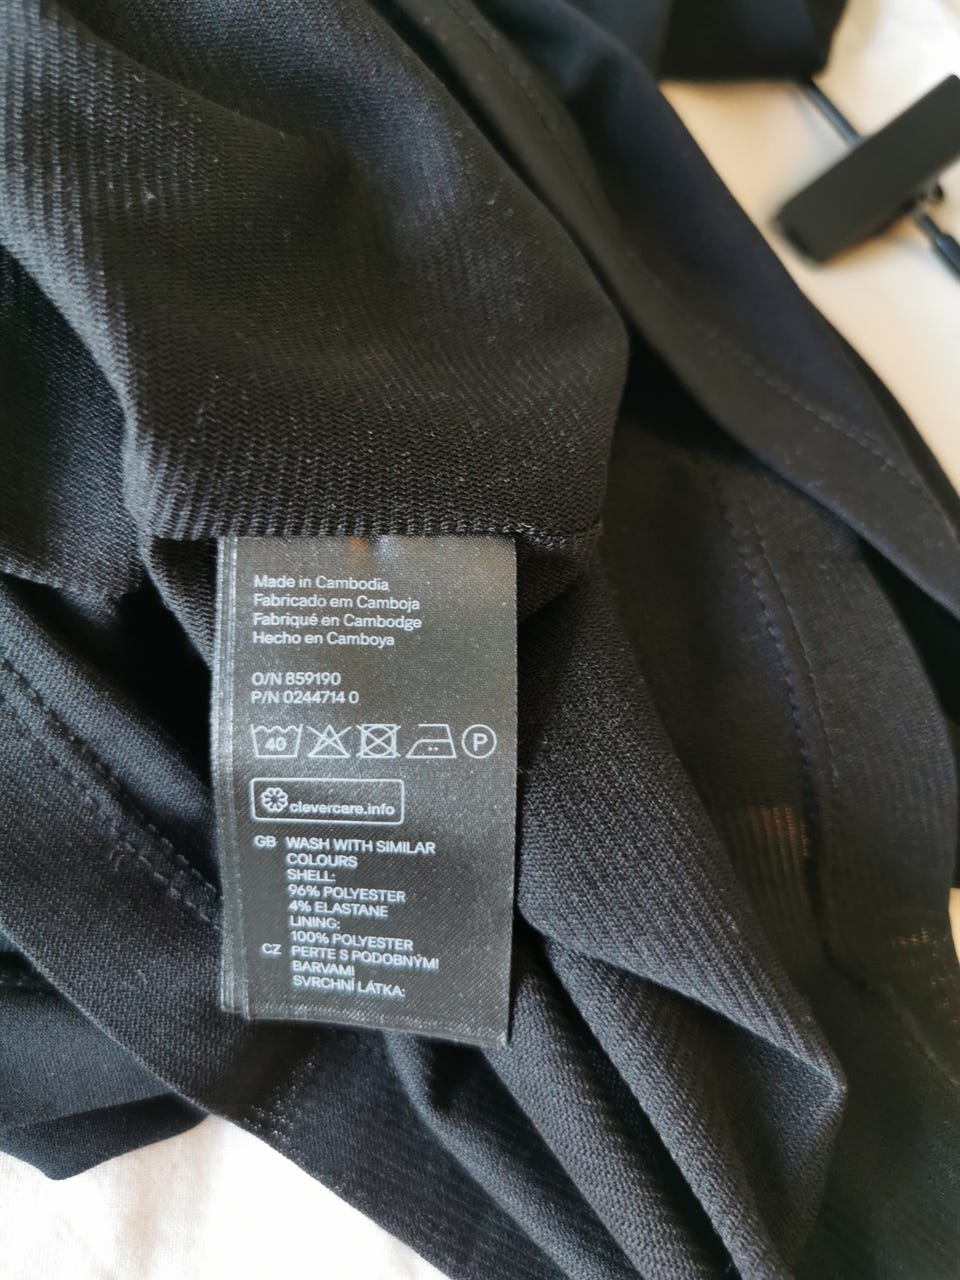 Made in Cambodia
Fabricado em Camboja
Fabriqué en Cambodge
Hecho en Camboya
O/N 859190
P/N 0244714 0
40 P
clevercare.info
GB WASH WITH SIMILAR
COLOURS
SHELL:
96% POLYESTER
4% ELASTANE
LINING:
100% POLYESTER
CZ PERTE S PODOBNÝMI
BARVAMI
SVRCHNÍ LÁTKA: